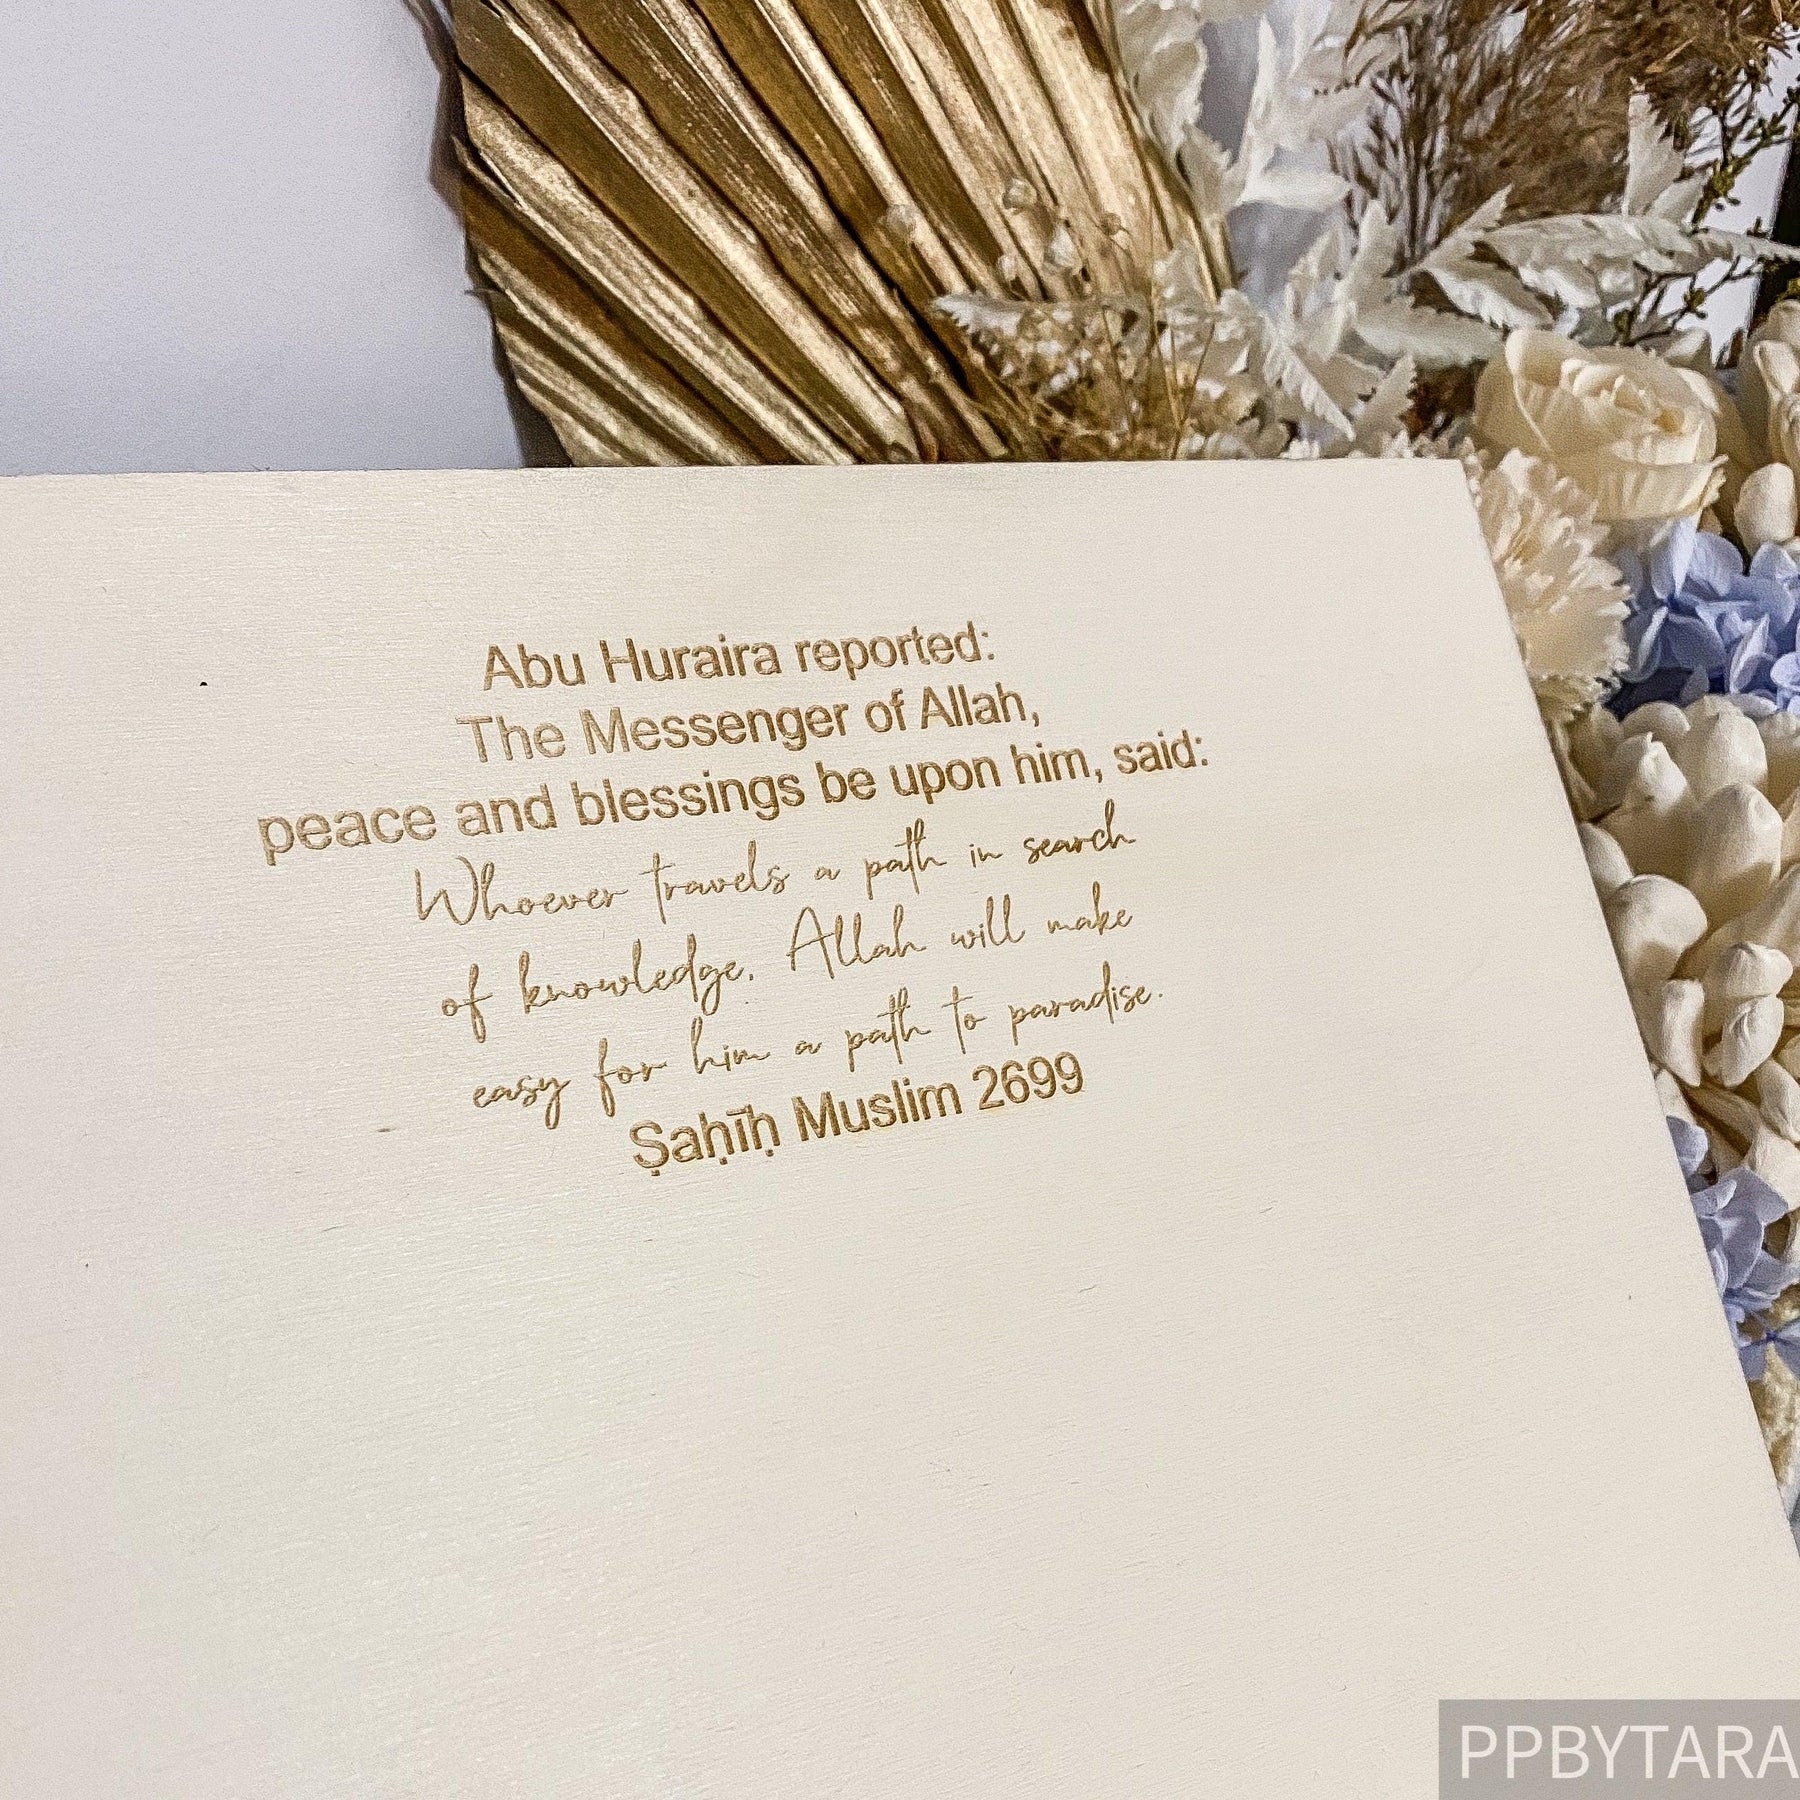 Abu Huraira reported:
The Messenger of Allah,
peace and blessings be upon him, said:
Whoever travels a path in search
of knowledge, Allah will make
easy for him a path to paradise.
Ṣaḥīḥ Muslim 2699
PPBYTARA